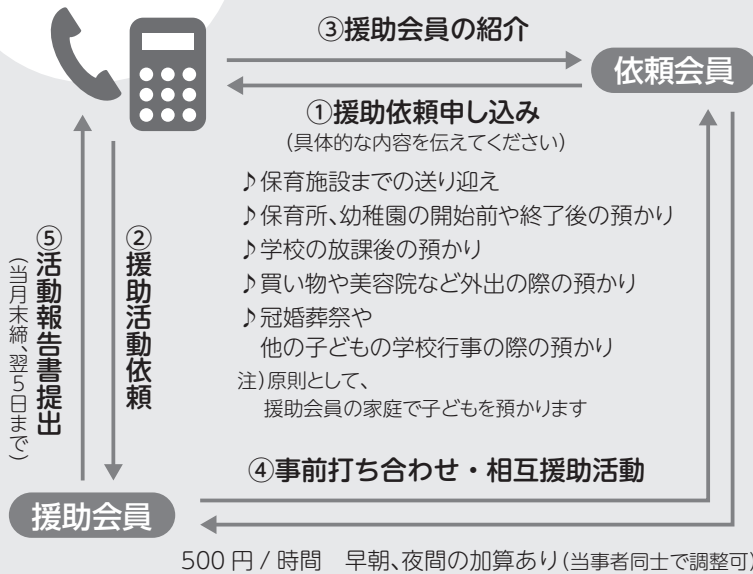 ③援助会員の紹介
依頼会員
①援助依頼申し込み
(具体的な内容を伝えてください)
♪保育施設までの送り迎え
♪保育所、幼稚園の開始前や終了後の預かり
♪学校の放課後の預かり
♪買い物や美容院など外出の際の預かり
♪冠婚葬祭や
他の子どもの学校行事の際の預かり
注)原則として、
援助会員の家庭で子どもを預かります
②援助活動依頼
⑤活動報告書提出
(当月末締、翌5日まで)
④事前打ち合わせ・相互援助活動
援助会員
500円/時間 早朝、夜間の加算あり(当事者同士で調整可)